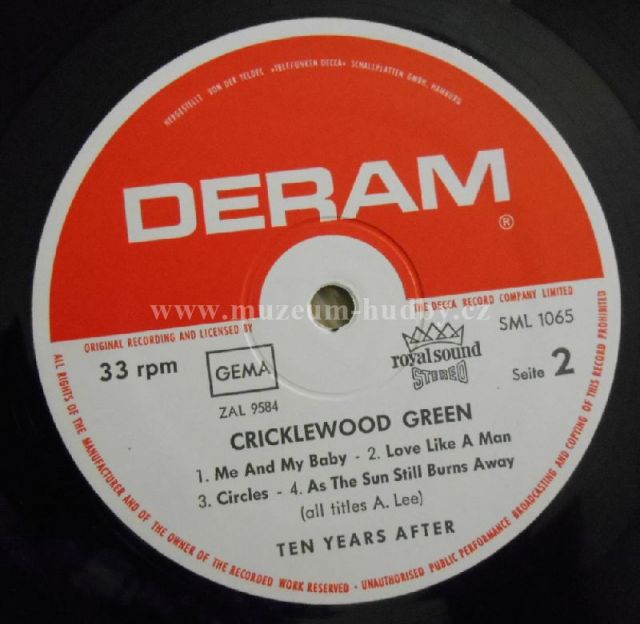 HERGESTELLT VON DER TELDEC »TELEFUNKEN DECCA« SCHALLPLATTEN GMBH, HAMBURG
DERAM
®
www.muzeum-hudby.cz
ORIGINAL RECORDING AND LICENSED BY THE DECCA RECORD COMPANY LIMITED
33 rpm
GEMA
ZAL 9584
royalsound
STEREO
SML 1065
Seite 2
CRICKLEWOOD GREEN
1. Me And My Baby - 2. Love Like A Man
3. Circles - 4. As The Sun Still Burns Away
(all titles A. Lee)
TEN YEARS AFTER
ALL RIGHTS OF THE MANUFACTURER AND OF THE OWNER OF THE RECORDED WORK RESERVED - UNAUTHORISED PUBLIC PERFORMANCE BROADCASTING AND COPYING OF THIS RECORD PROHIBITED